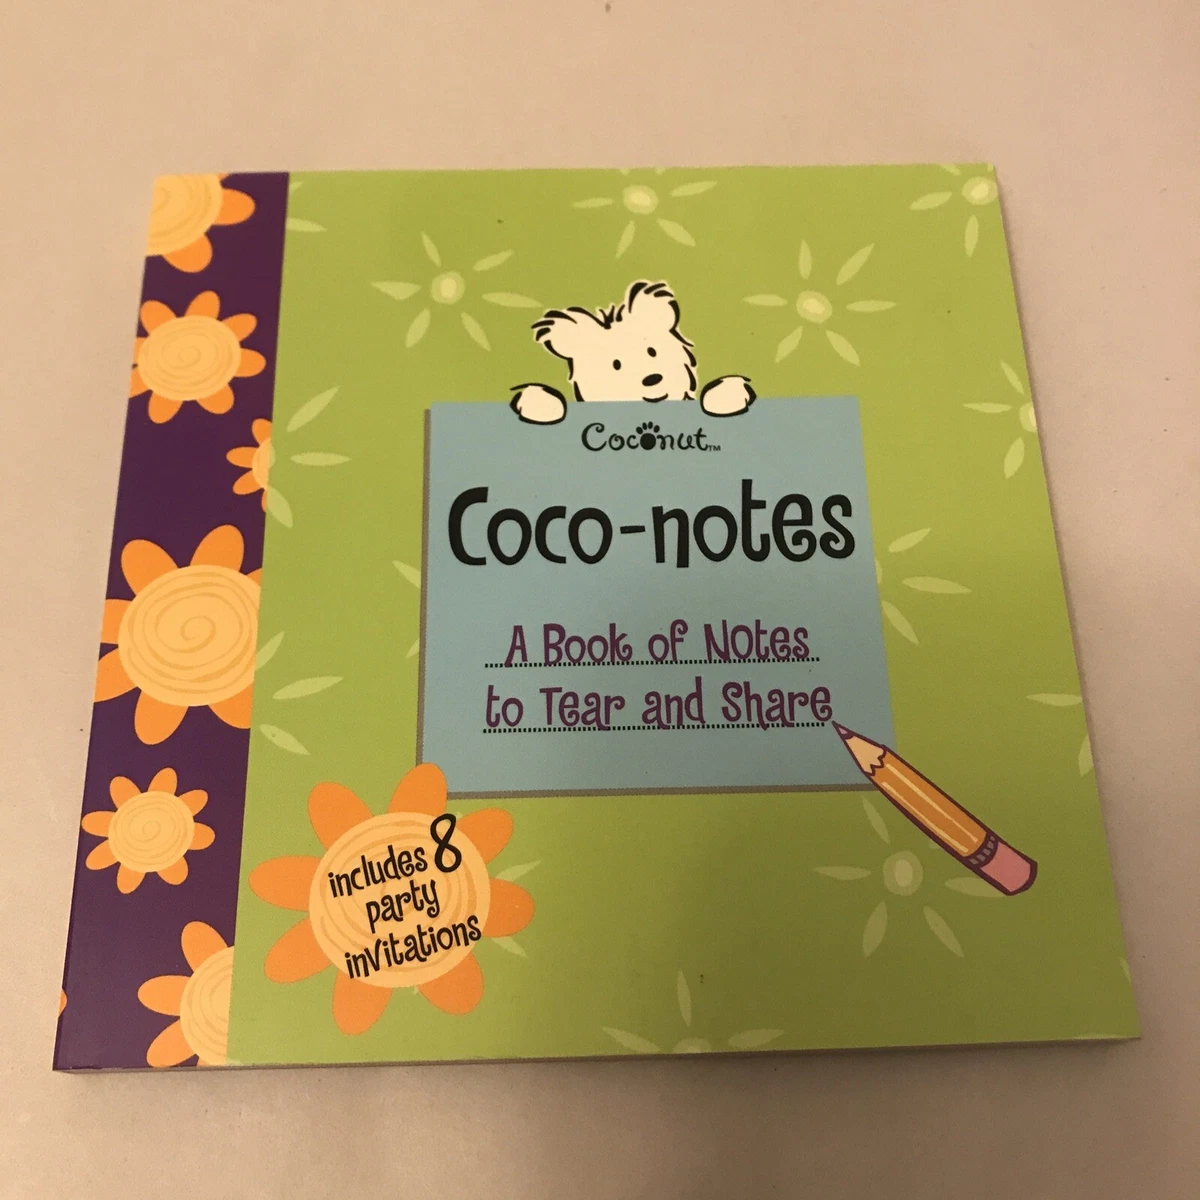 Coconut™
Coco-notes
A Book of Notes
to Tear and Share
includes 8
party
invitations